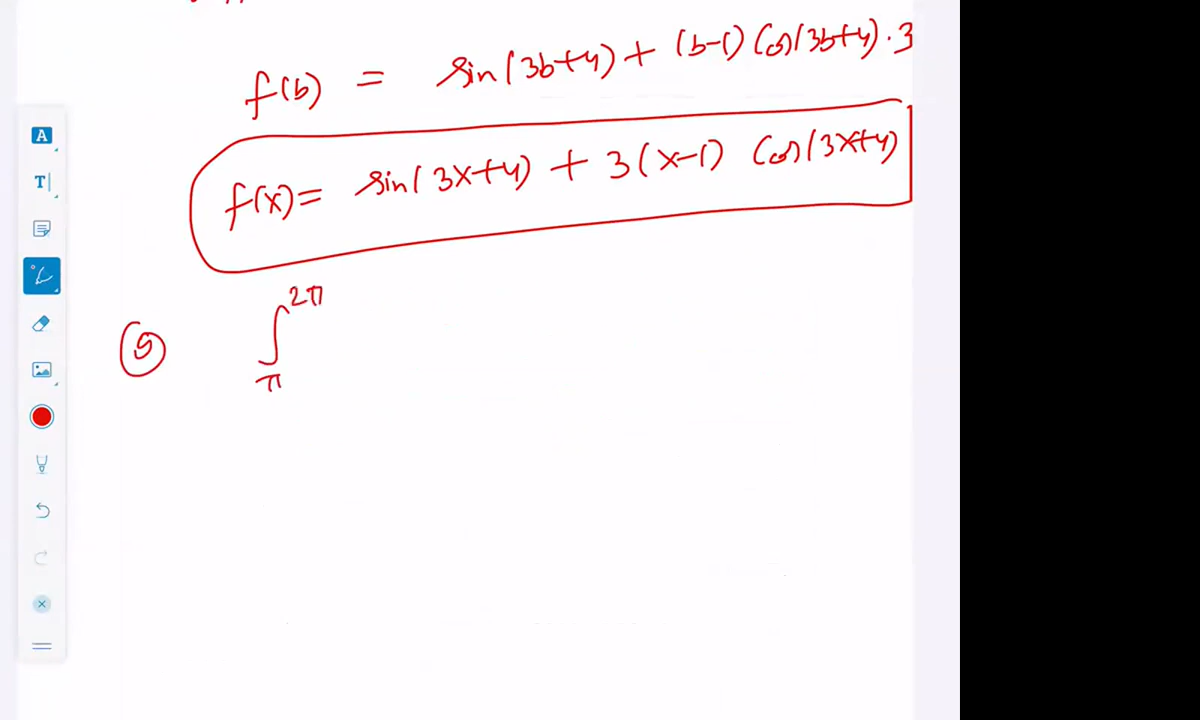 f(b) = sin(3b+4) + (b-1) Cos(3b+4).3
f(x) = sin(3x+4) + 3(x-1) Cos(3x+4)
(5) ∫_π^2π
A
T|